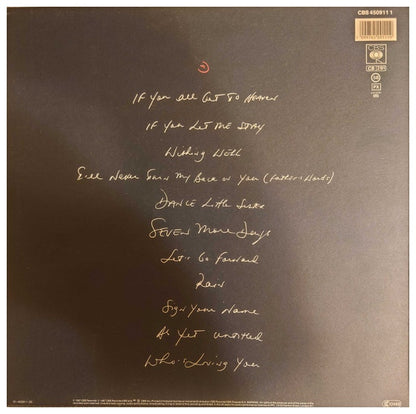 CBS 450911 1
CBS
IF YOU All GET TO HEAVEN
IF YOU LET ME STAY
Wishing WELL
I'll Never Turn My Back on You (Father's Words)
DANCE Little Sister
SEVEN More Days
Let's Go Forward
Rain
Sign Your Name
As Yet Untitled
Who's Loving You